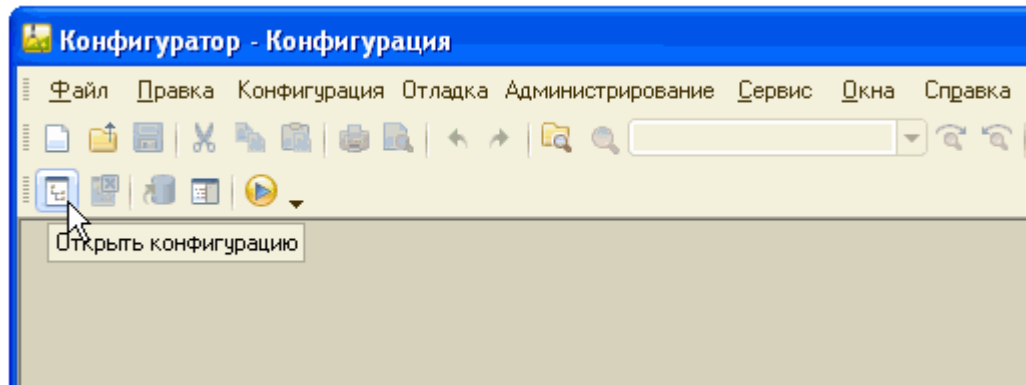 Конфигуратор - Конфигурация
Файл Правка Конфигурация Отладка Администрирование Сервис Окна Справка
Открыть конфигурацию